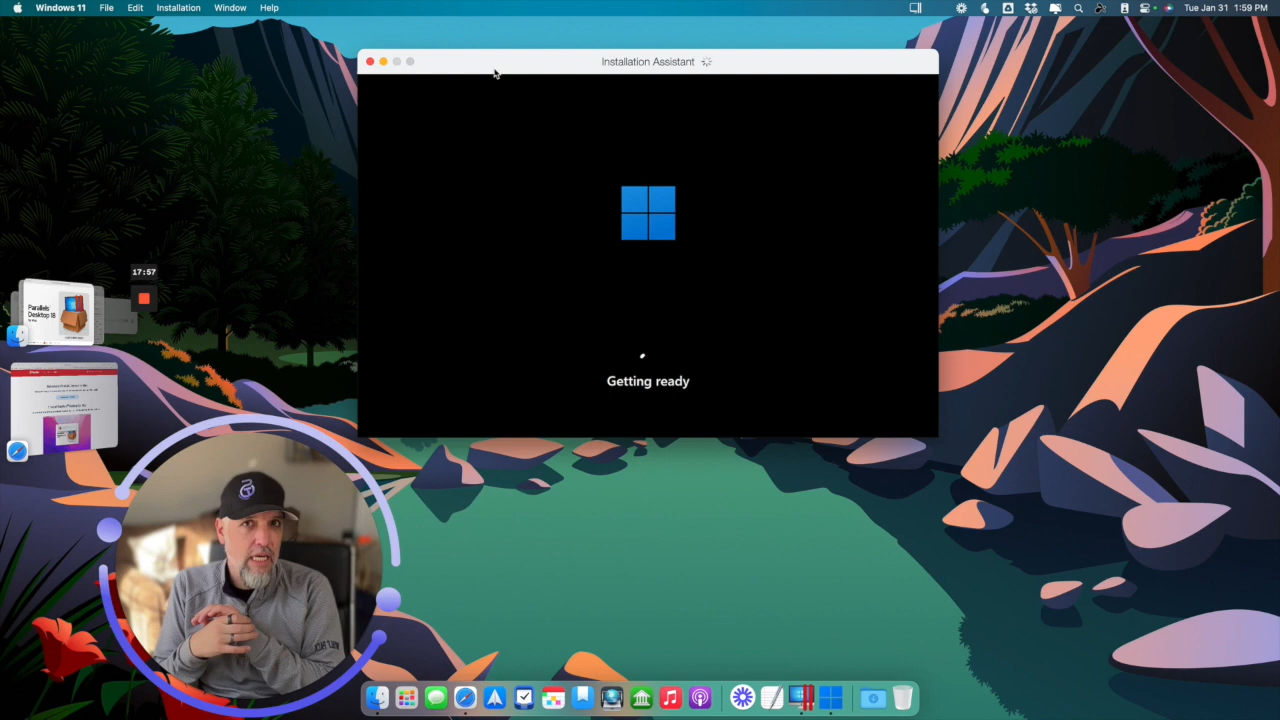 Windows 11 File Edit Installation Window Help
Tue Jan 31 1:59 PM
Installation Assistant
Getting ready
17:57
Parallels
Desktop 18